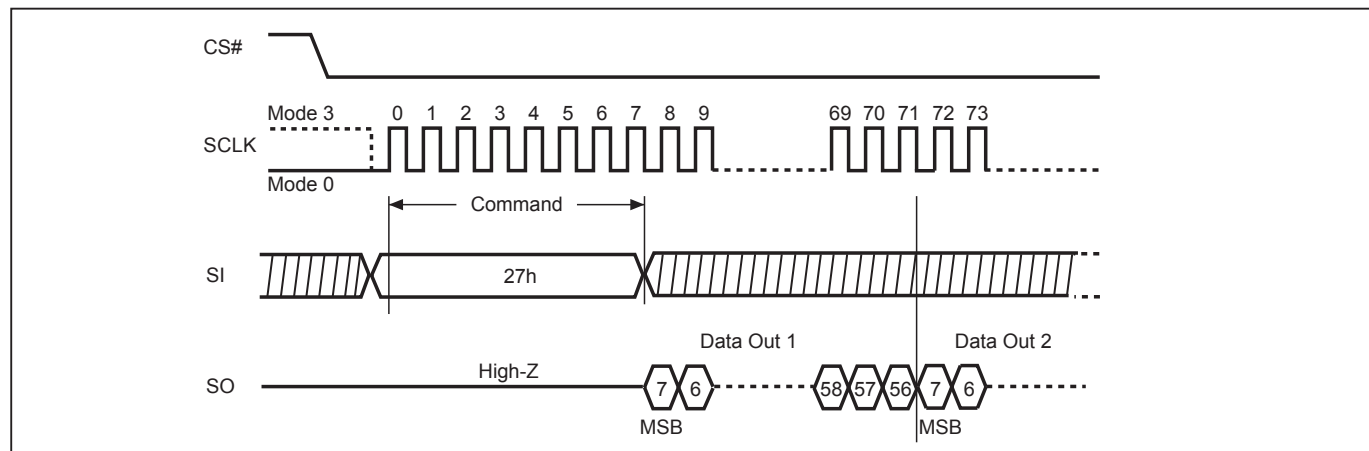 CS#
Mode 3
0 1 2 3 4 5 6 7 8 9 69 70 71 72 73
SCLK
Mode 0
Command
SI
27h
Data Out 1 Data Out 2
SO
High-Z
7 6 58 57 56 7 6
MSB MSB